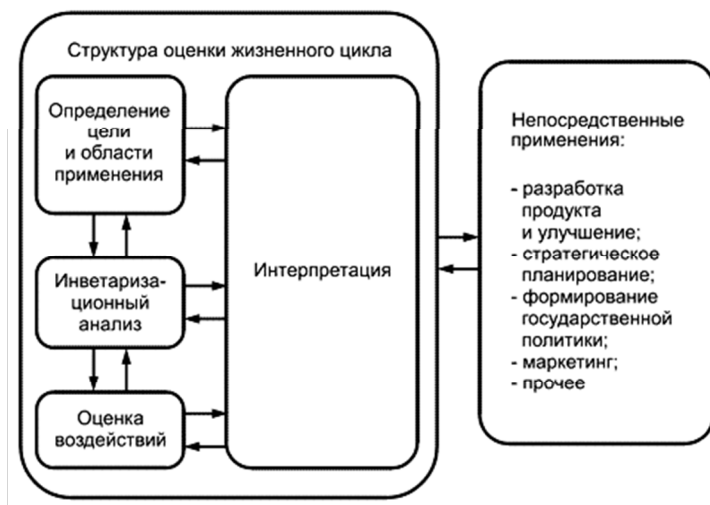 Структура оценки жизненного цикла
Определение
цели
и области
применения
Инветаризa-
ционный
анализ
Оценка
воздействий
Интерпретация
Непосредственные
применения:
- разработка
продукта
и улучшение;
- стратегическое
планирование;
- формирование
государственной
политики;
- маркетинг;
- прочее